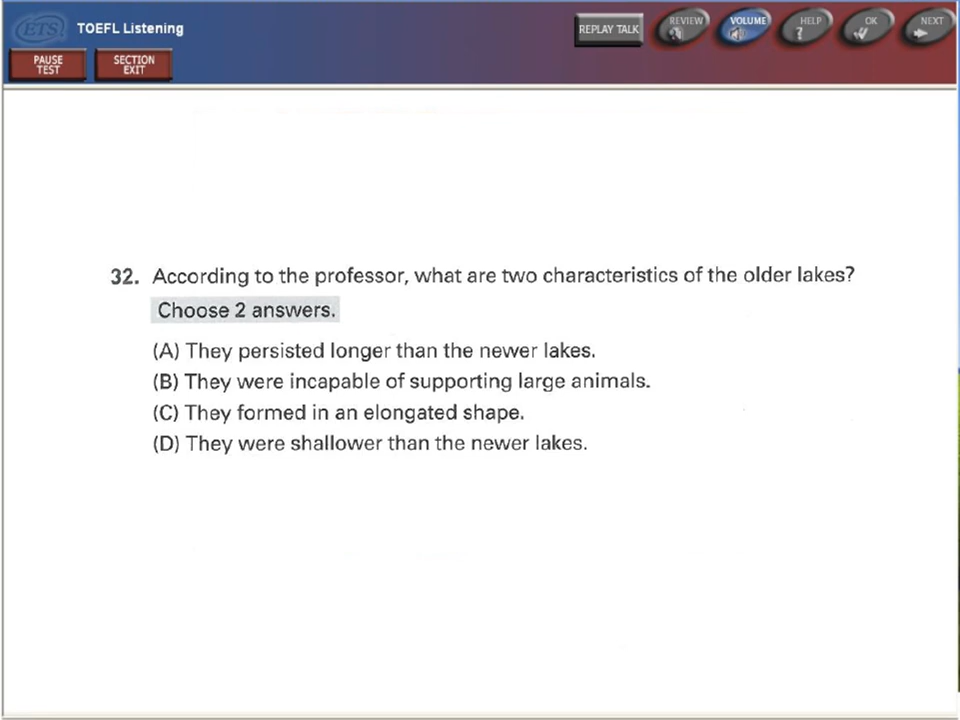 ETS TOEFL Listening
REPLAY TALK
REVIEW
VOLUME
HELP
?
OK
NEXT
PAUSE
TEST
SECTION
EXIT
32. According to the professor, what are two characteristics of the older lakes?
Choose 2 answers.
(A) They persisted longer than the newer lakes.
(B) They were incapable of supporting large animals.
(C) They formed in an elongated shape.
(D) They were shallower than the newer lakes.